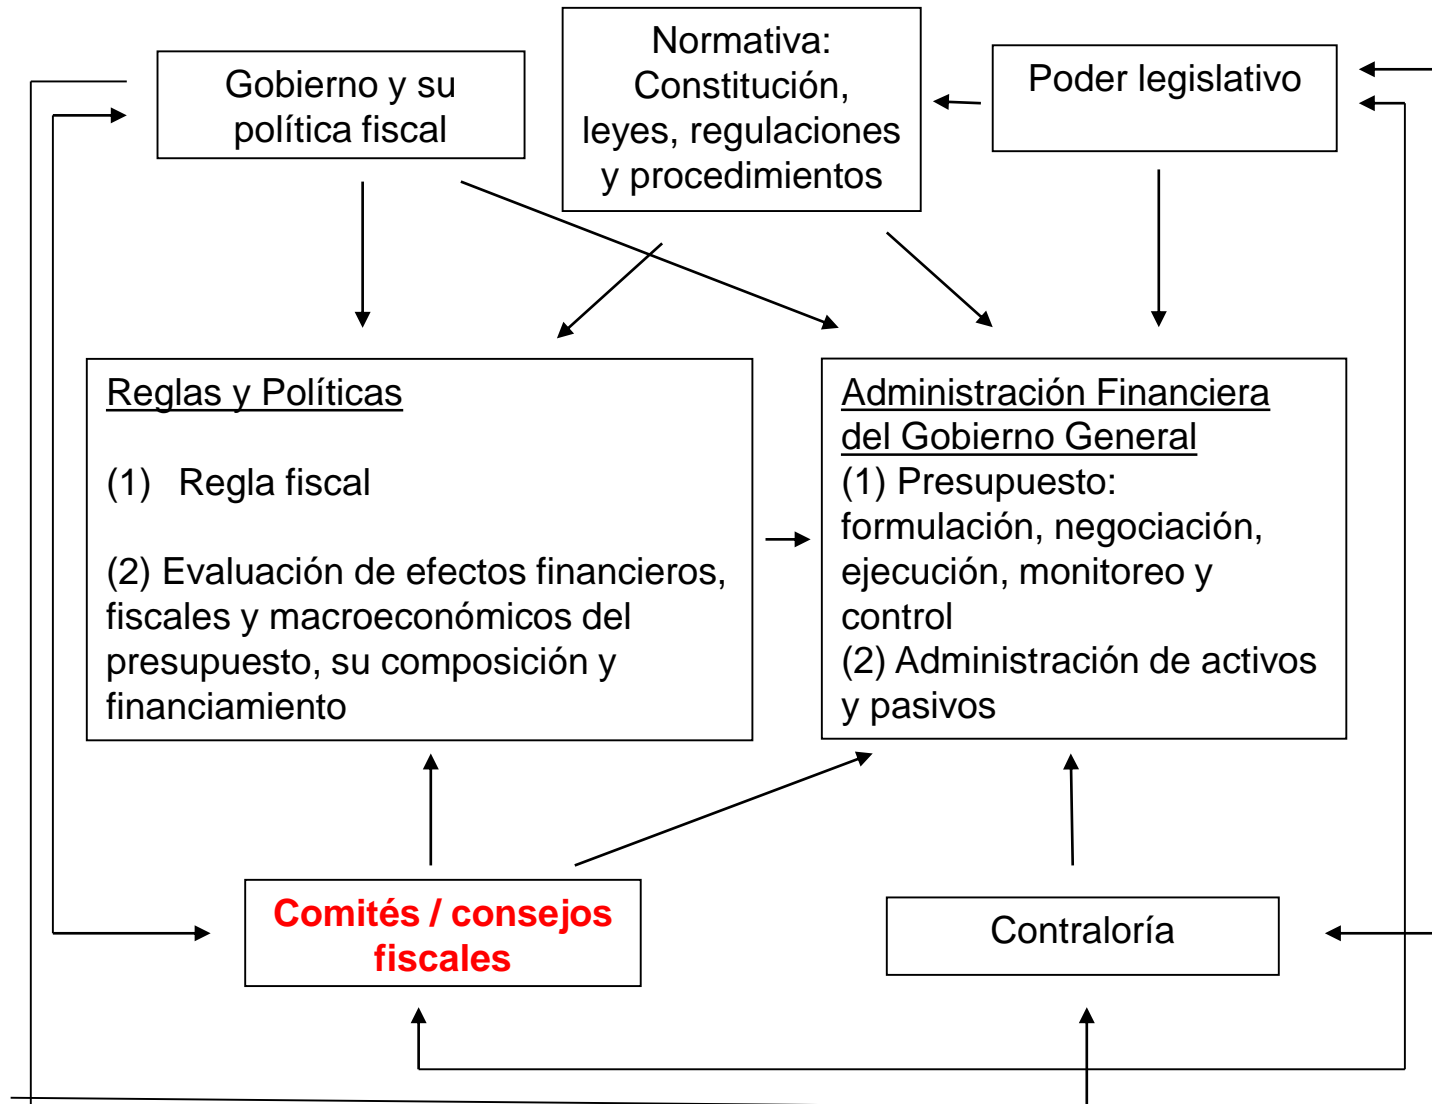 Gobierno y su
política fiscal
Normativa:
Constitución,
leyes, regulaciones
y procedimientos
Poder legislativo
Reglas y Políticas
(1) Regla fiscal
(2) Evaluación de efectos financieros,
fiscales y macroeconómicos del
presupuesto, su composición y
financiamiento
Administración Financiera
del Gobierno General
(1) Presupuesto:
formulación, negociación,
ejecución, monitoreo y
control
(2) Administración de activos
y pasivos
Comités / consejos
fiscales
Contraloría